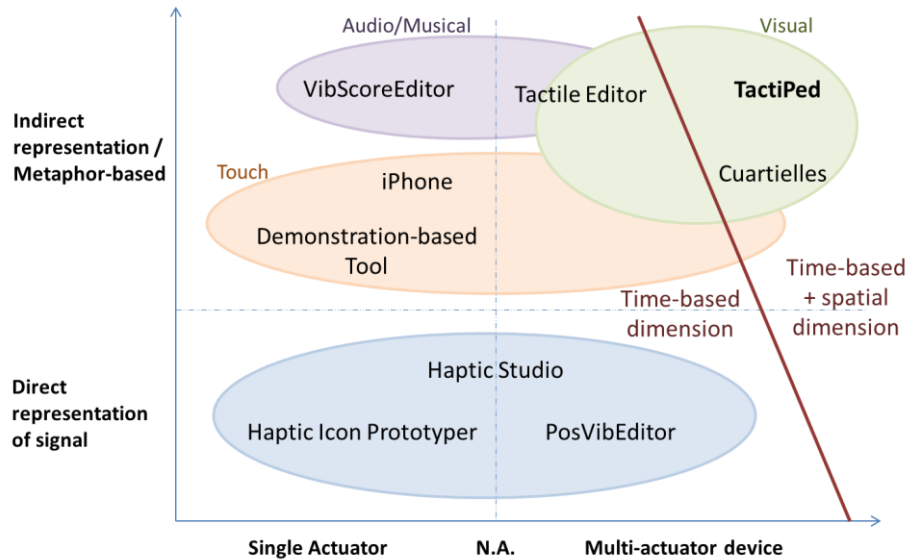 Audio/Musical
Visual
VibScoreEditor
Tactile Editor
TactiPed
Indirect
representation /
Metaphor-based
Touch
iPhone
Cuartielles
Demonstration-based
Tool
Time-based
dimension
Time-based
+ spatial
dimension
Direct
representation
of signal
Haptic Studio
Haptic Icon Prototyper
PosVibEditor
Single Actuator
N.A.
Multi-actuator device